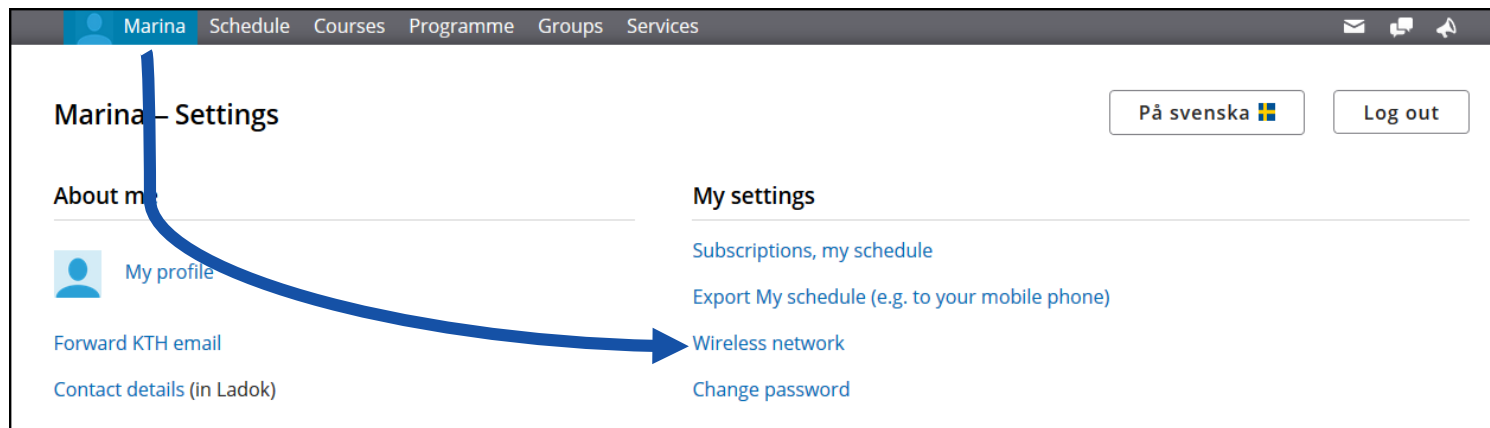 Marina Schedule Courses Programme Groups Services
Marina – Settings
På svenska
Log out
About me
My profile
Forward KTH email
Contact details (in Ladok)
My settings
Subscriptions, my schedule
Export My schedule (e.g. to your mobile phone)
Wireless network
Change password